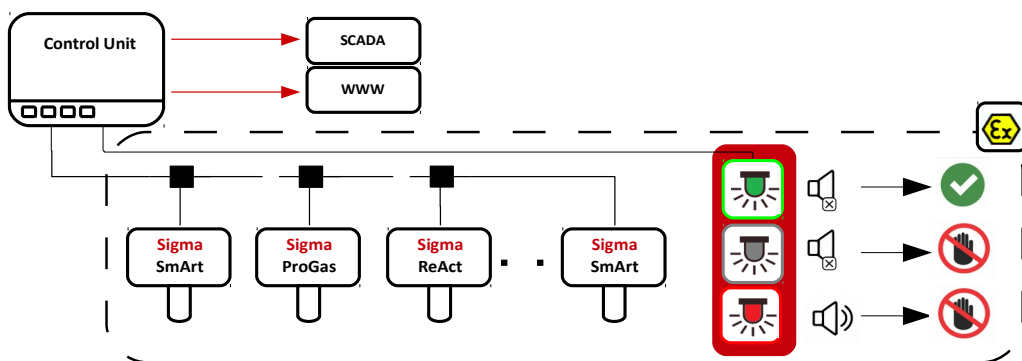 Control Unit
SCADA
WWW
Ex
Sigma
SmArt
Sigma
ProGas
Sigma
ReAct
Sigma
SmArt